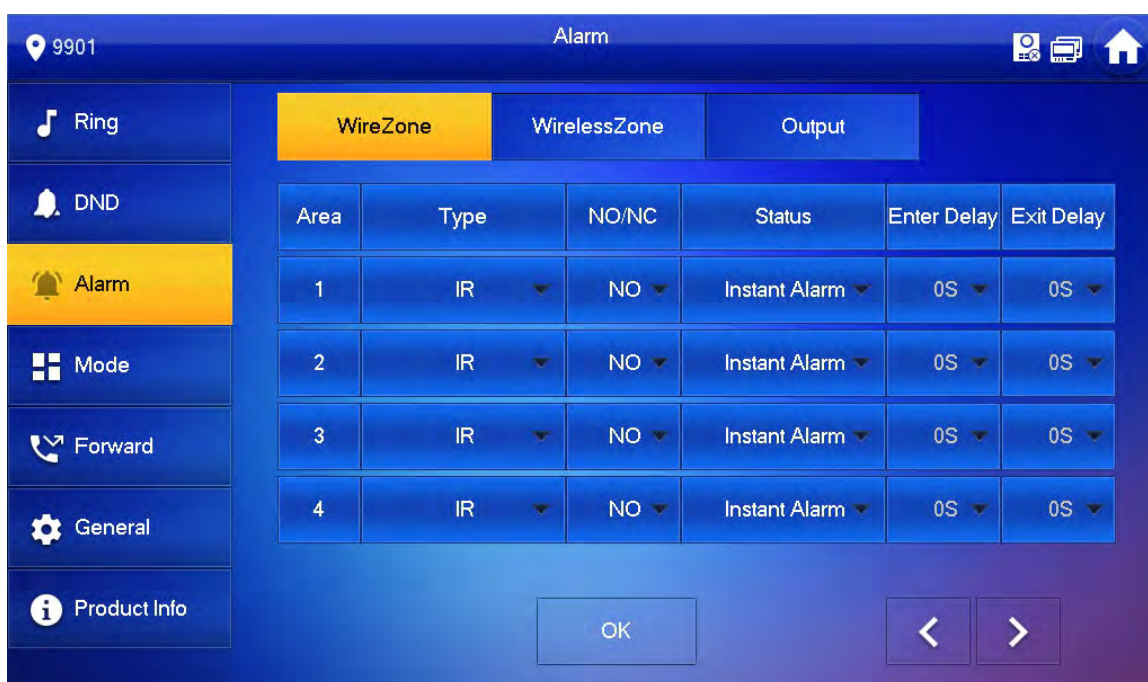 9901 Alarm
Ring
DND
Alarm
Mode
Forward
General
Product Info
WireZone WirelessZone Output
Area Type NO/NC Status Enter Delay Exit Delay
1 IR NO Instant Alarm 0S 0S
2 IR NO Instant Alarm 0S 0S
3 IR NO Instant Alarm 0S 0S
4 IR NO Instant Alarm 0S 0S
OK